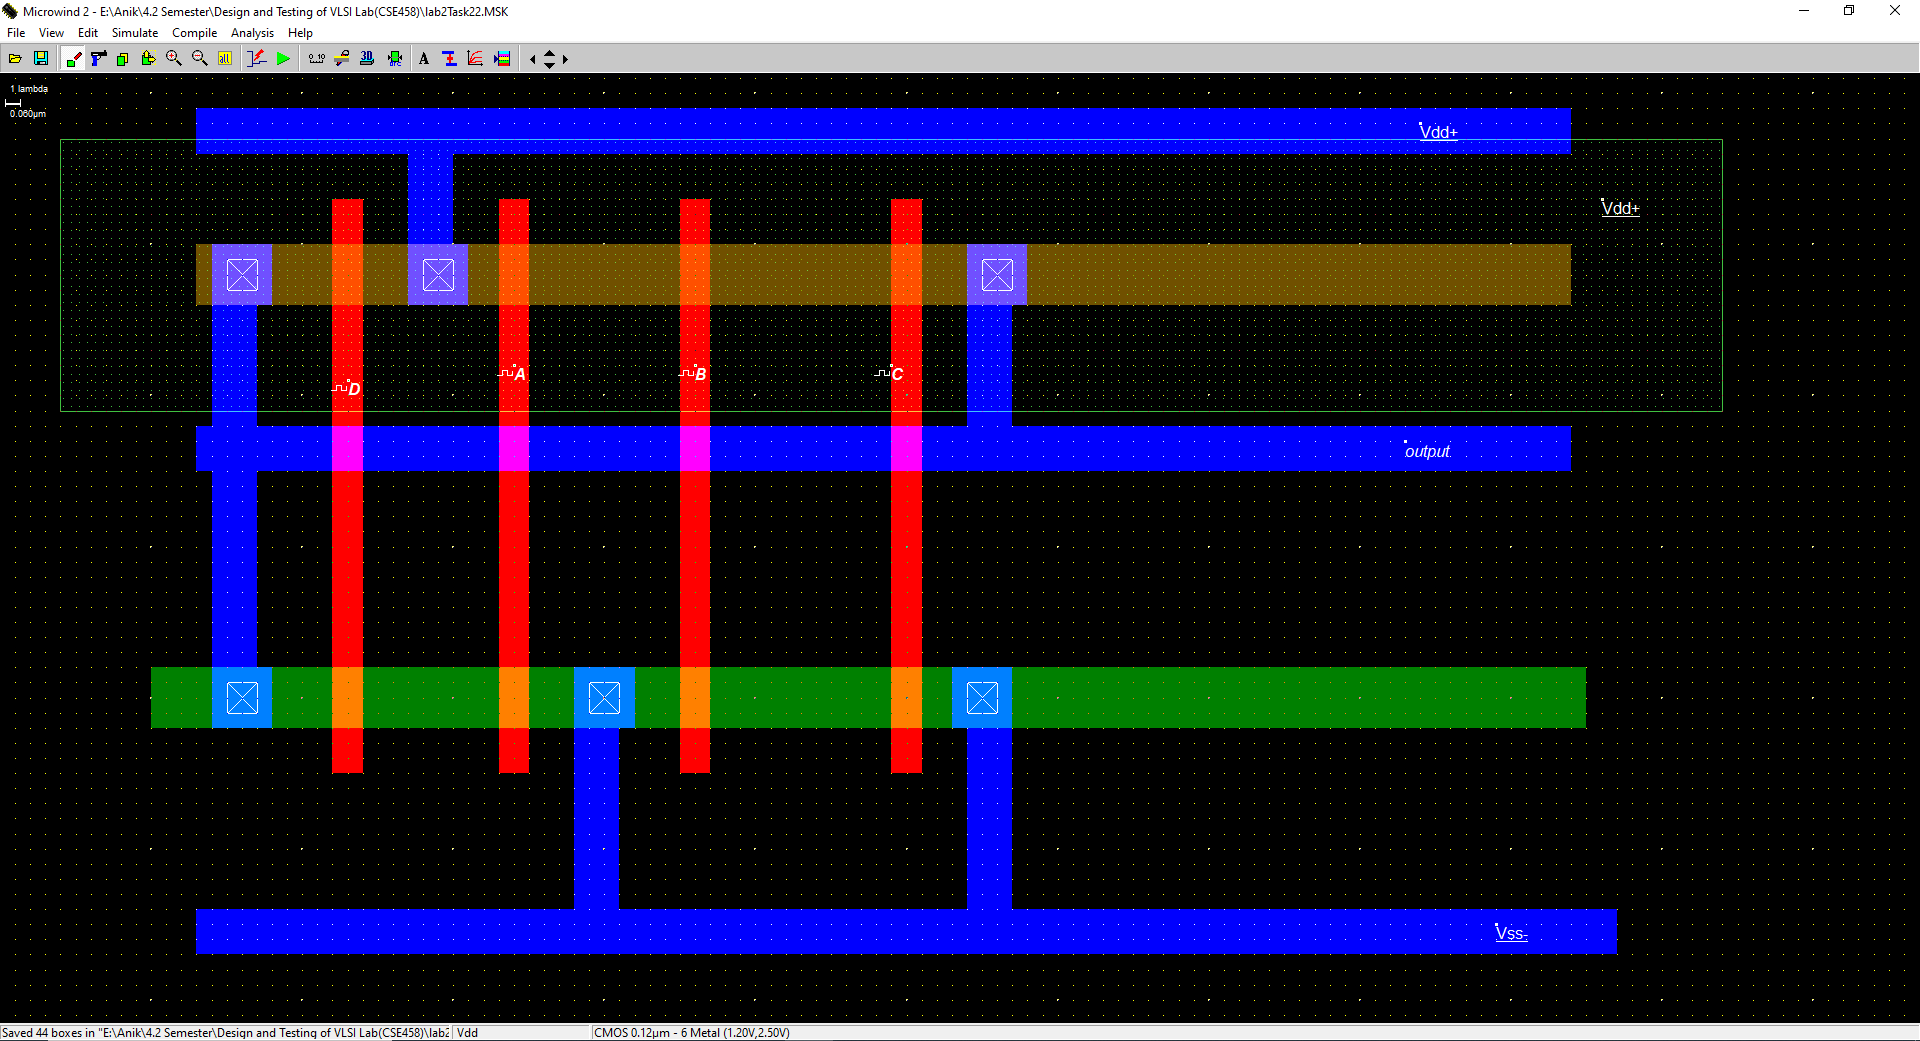 Microwind 2 - E:\Anik\4.2 Semester\Design and Testing of VLSI Lab(CSE458)\lab2Task22.MSK
File View Edit Simulate Compile Analysis Help
1 lambda
0.060µm
Vdd+
Vdd+
D
A
B
C
output
Vss-
Saved 44 boxes in "E:\Anik\4.2 Semester\Design and Testing of VLSI Lab(CSE458)\lab2 Vdd CMOS 0.12µm - 6 Metal (1.20V,2.50V)